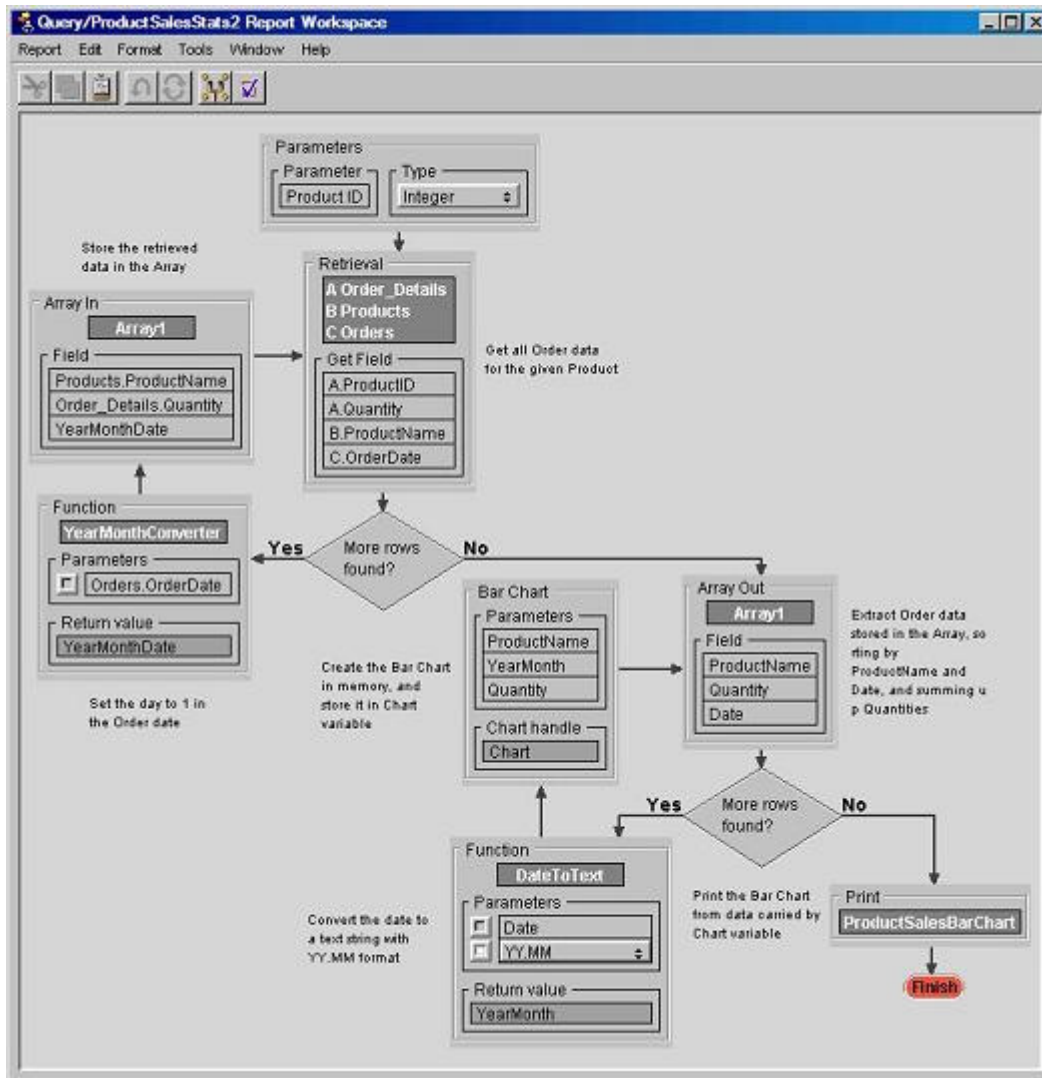 Query/ProductSalesStats2 Report Workspace
Report Edit Format Tools Window Help
Parameters
Parameter
Product ID
Type
Integer
Store the retrieved
data in the Array
Retrieval
A Order_Details
B Products
C Orders
Get Field
A.ProductID
A.Quantity
B.ProductName
C.OrderDate
Get all Order data
for the given Product
Array In
Array1
Field
Products.ProductName
Order_Details.Quantity
YearMonthDate
Function
YearMonthConverter
Parameters
Orders.OrderDate
Return value
YearMonthDate
Set the day to 1 in
the Order date
Yes
More rows
found?
No
Bar Chart
Parameters
ProductName
YearMonth
Quantity
Chart handle
Chart
Create the Bar Chart
in memory, and
store it in Chart
variable
Array Out
Array1
Field
ProductName
Quantity
Date
Extract Order data
stored in the Array, so
rting by
ProductName and
Date, and summing u
p Quantities
Yes
More rows
found?
No
Function
DateToText
Parameters
Date
YY.MM
Return value
YearMonth
Convert the date to
a text string with
YY.MM format
Print the Bar Chart
from data carried by
Chart variable
Print
ProductSalesBarChart
Finish